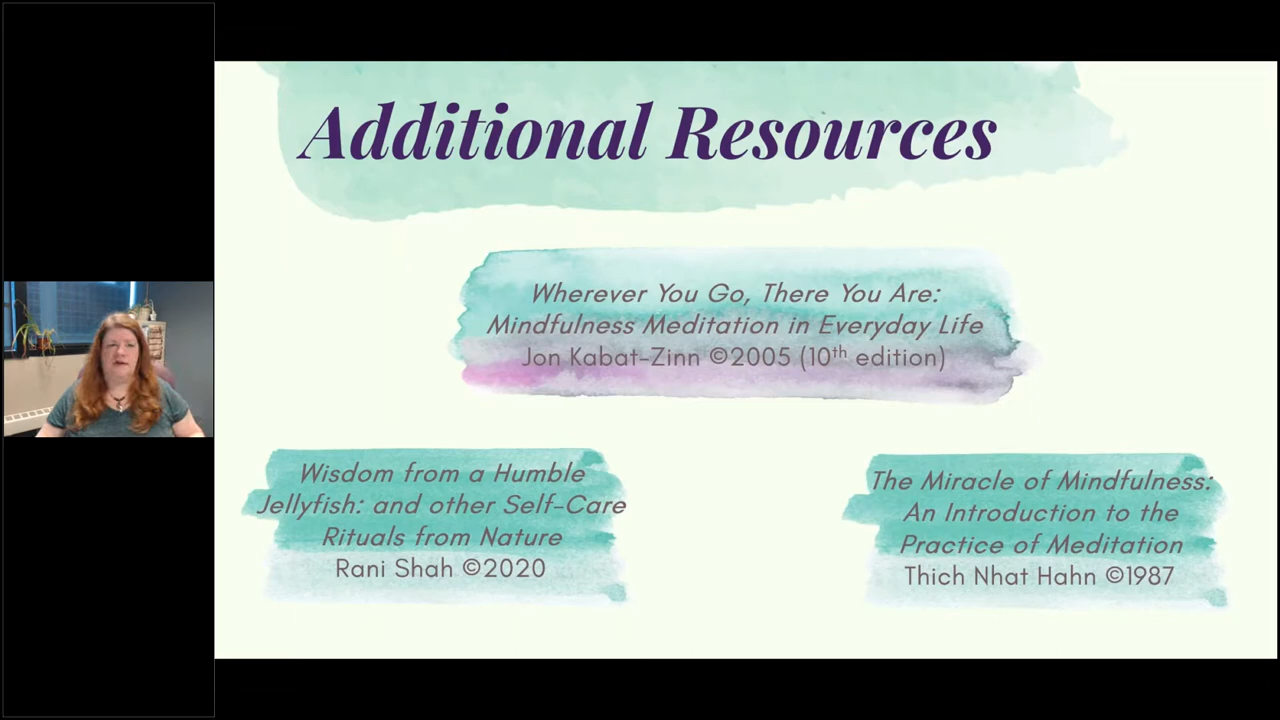 Additional Resources
Wherever You Go, There You Are:
Mindfulness Meditation in Everyday Life
Jon Kabat-Zinn ©2005 (10th edition)
Wisdom from a Humble
Jellyfish: and other Self-Care
Rituals from Nature
Rani Shah ©2020
The Miracle of Mindfulness:
An Introduction to the
Practice of Meditation
Thich Nhat Hahn ©1987